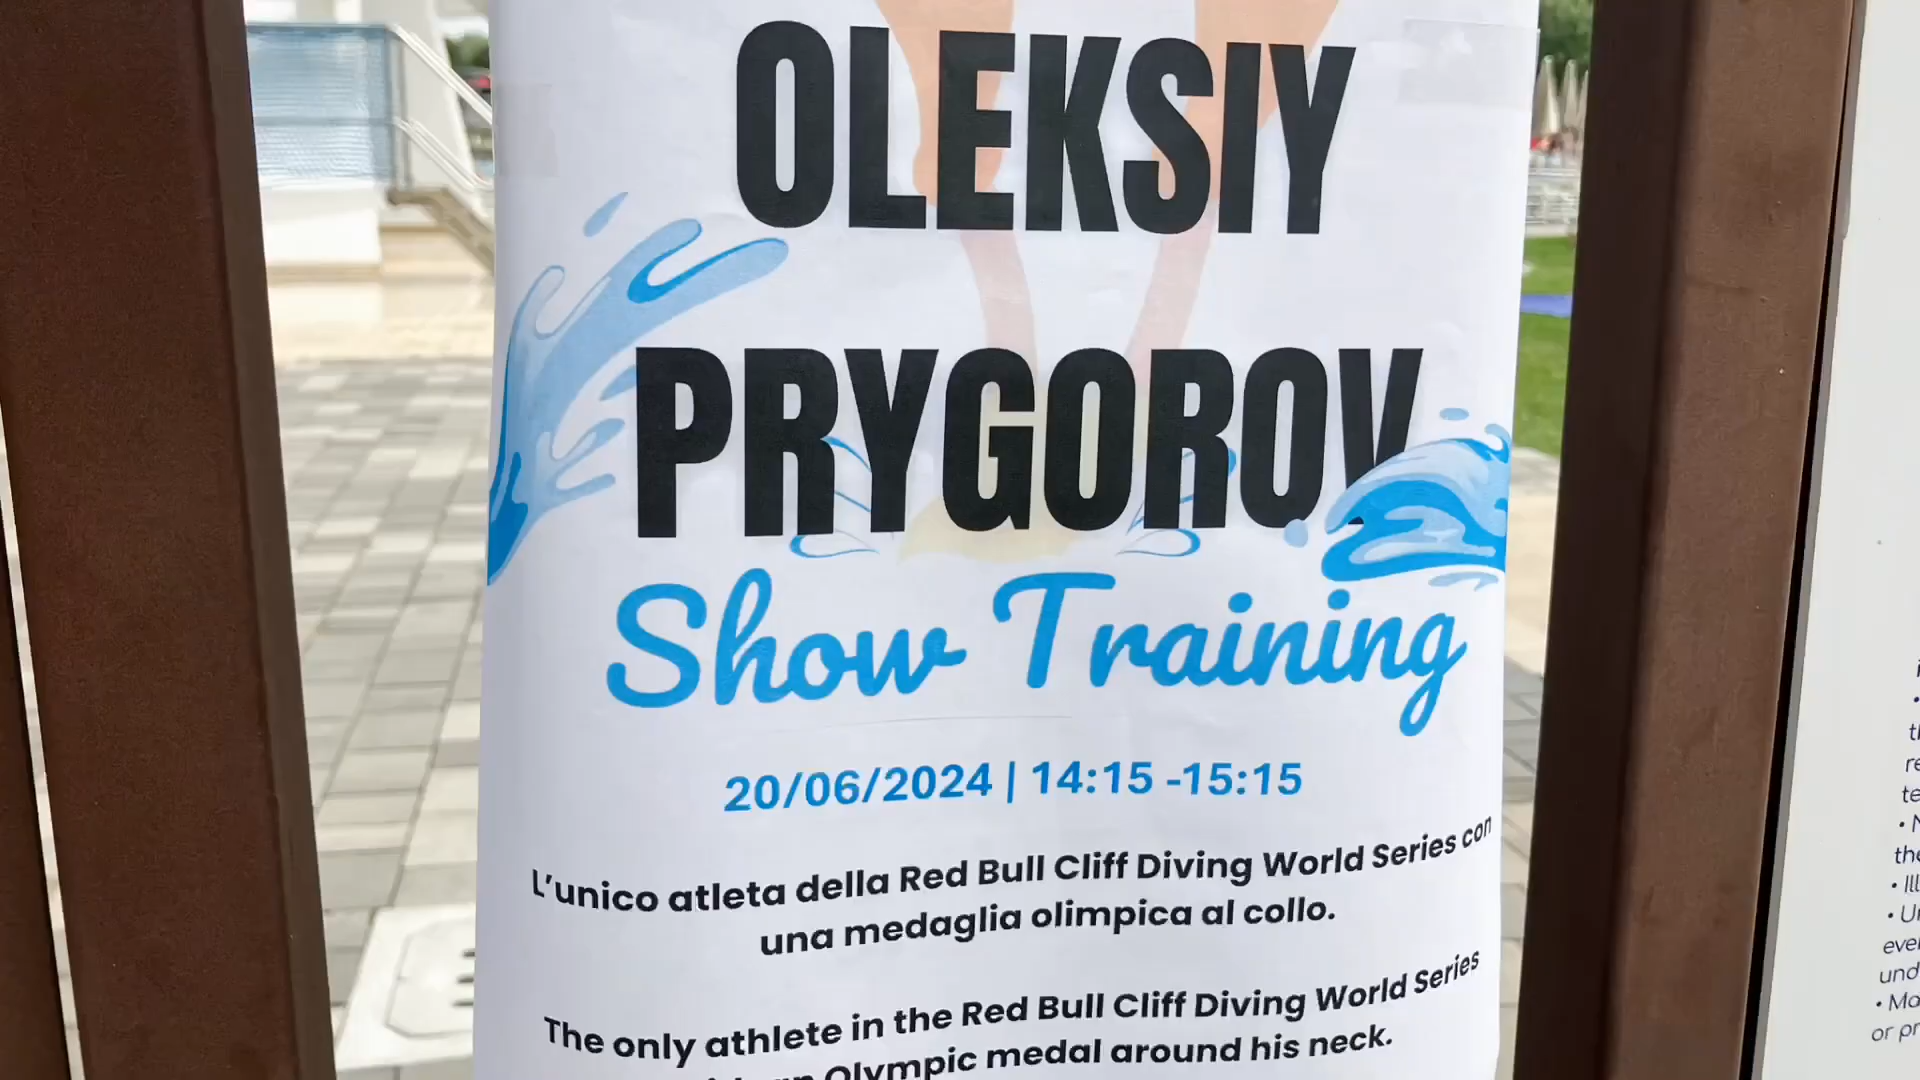 OLEKSIY
PRYGOROV
Show Training
20/06/2024 | 14:15 -15:15
L'unico atleta della Red Bull Cliff Diving World Series con
una medaglia olimpica al collo.
The only athlete in the Red Bull Cliff Diving World Series
Olympic medal around his neck.